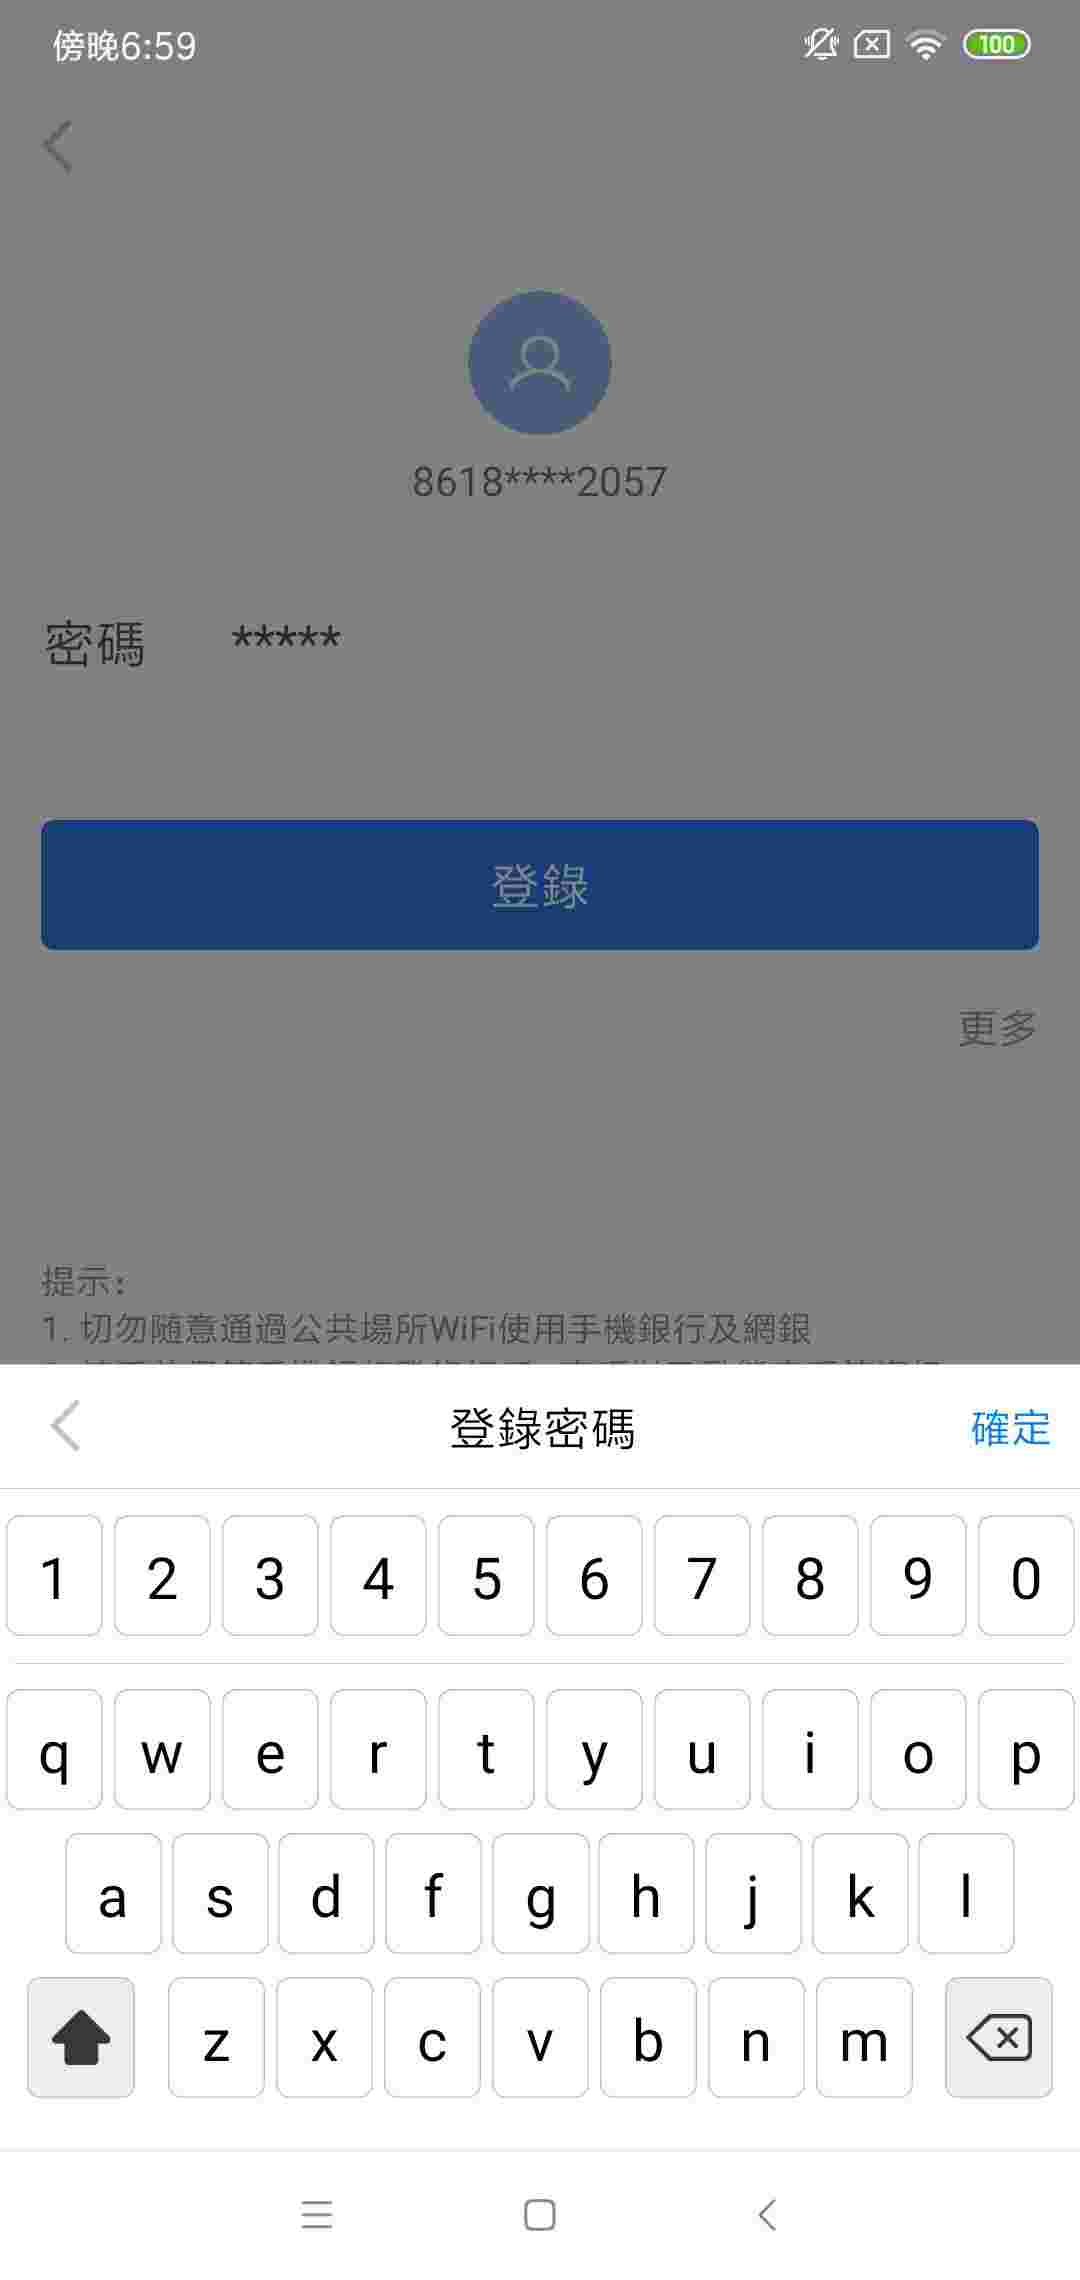 傍晚6:59
100
8618****2057
密碼 *****
登錄
更多
提示:
1. 切勿随意通過公共場所WiFi使用手機銀行及網銀
登錄密碼 確定
1 2 3 4 5 6 7 8 9 0
q w e r t y u i o p
a s d f g h j k l
z x c v b n m